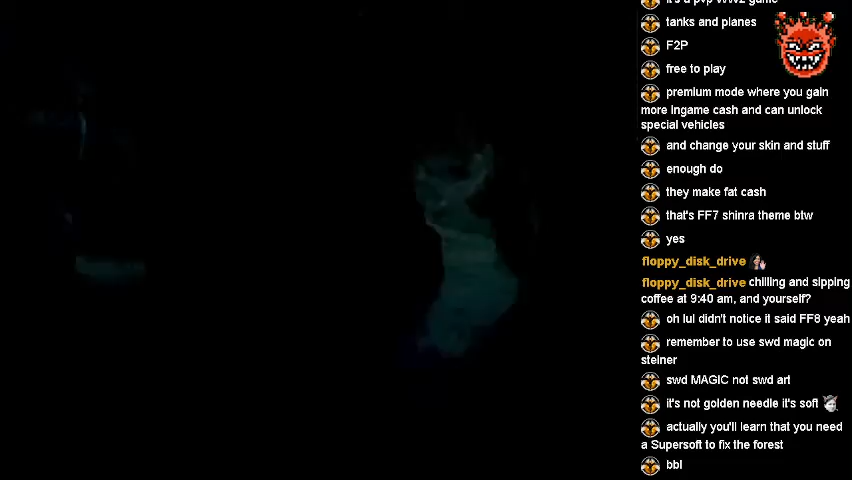 it's a pvp WW2 game
tanks and planes
F2P
free to play
premium mode where you gain
more ingame cash and can unlock
special vehicles
and change your skin and stuff
enough do
they make fat cash
that's FF7 shinra theme btw
yes
floppy_disk_drive
floppy_disk_drive chilling and sipping
coffee at 9:40 am, and yourself?
oh lul didn't notice it said FF8 yeah
remember to use swd magic on
steiner
swd MAGIC not swd art
it's not golden needle it's soft
actually you'll learn that you need
a Supersoft to fix the forest
bbl